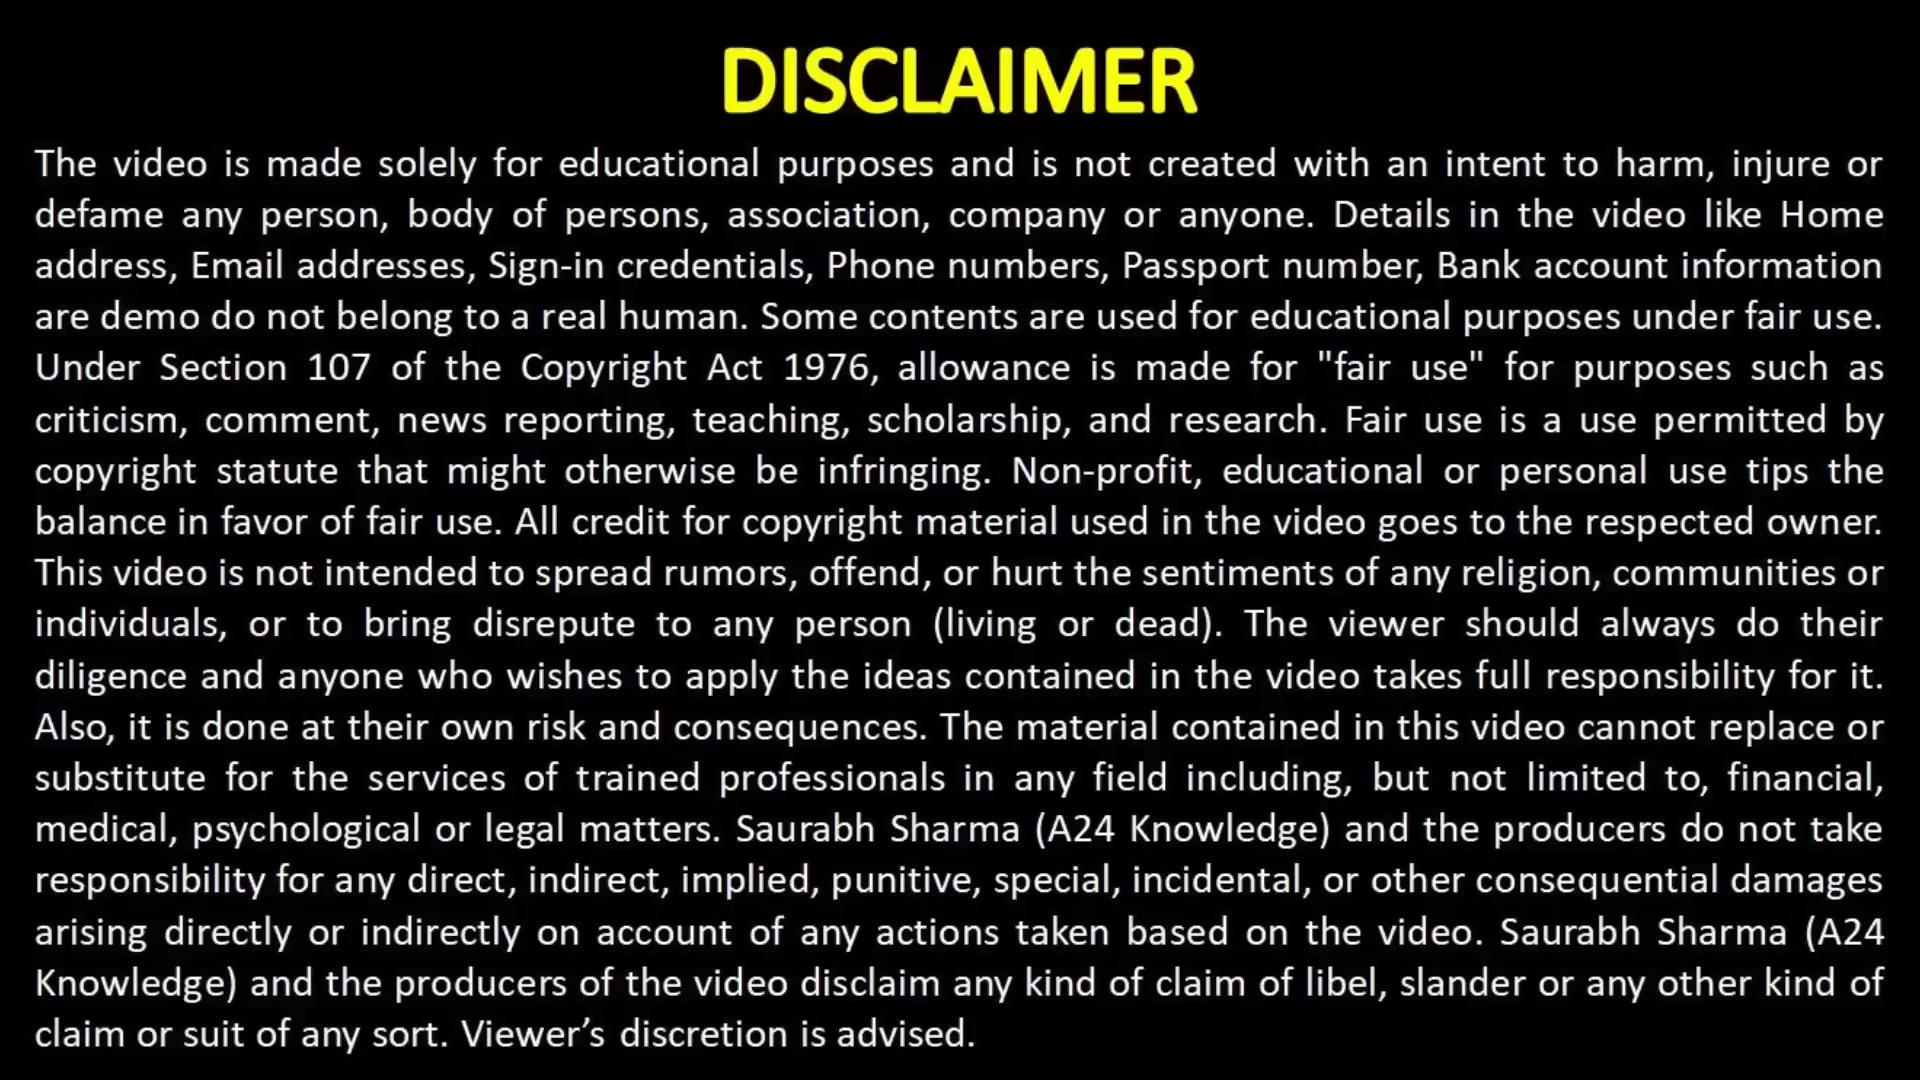 DISCLAIMER
The video is made solely for educational purposes and is not created with an intent to harm, injure or
defame any person, body of persons, association, company or anyone. Details in the video like Home
address, Email addresses, Sign-in credentials, Phone numbers, Passport number, Bank account information
are demo do not belong to a real human. Some contents are used for educational purposes under fair use.
Under Section 107 of the Copyright Act 1976, allowance is made for "fair use" for purposes such as
criticism, comment, news reporting, teaching, scholarship, and research. Fair use is a use permitted by
copyright statute that might otherwise be infringing. Non-profit, educational or personal use tips the
balance in favor of fair use. All credit for copyright material used in the video goes to the respected owner.
This video is not intended to spread rumors, offend, or hurt the sentiments of any religion, communities or
individuals, or to bring disrepute to any person (living or dead). The viewer should always do their
diligence and anyone who wishes to apply the ideas contained in the video takes full responsibility for it.
Also, it is done at their own risk and consequences. The material contained in this video cannot replace or
substitute for the services of trained professionals in any field including, but not limited to, financial,
medical, psychological or legal matters. Saurabh Sharma (A24 Knowledge) and the producers do not take
responsibility for any direct, indirect, implied, punitive, special, incidental, or other consequential damages
arising directly or indirectly on account of any actions taken based on the video. Saurabh Sharma (A24
Knowledge) and the producers of the video disclaim any kind of claim of libel, slander or any other kind of
claim or suit of any sort. Viewer’s discretion is advised.